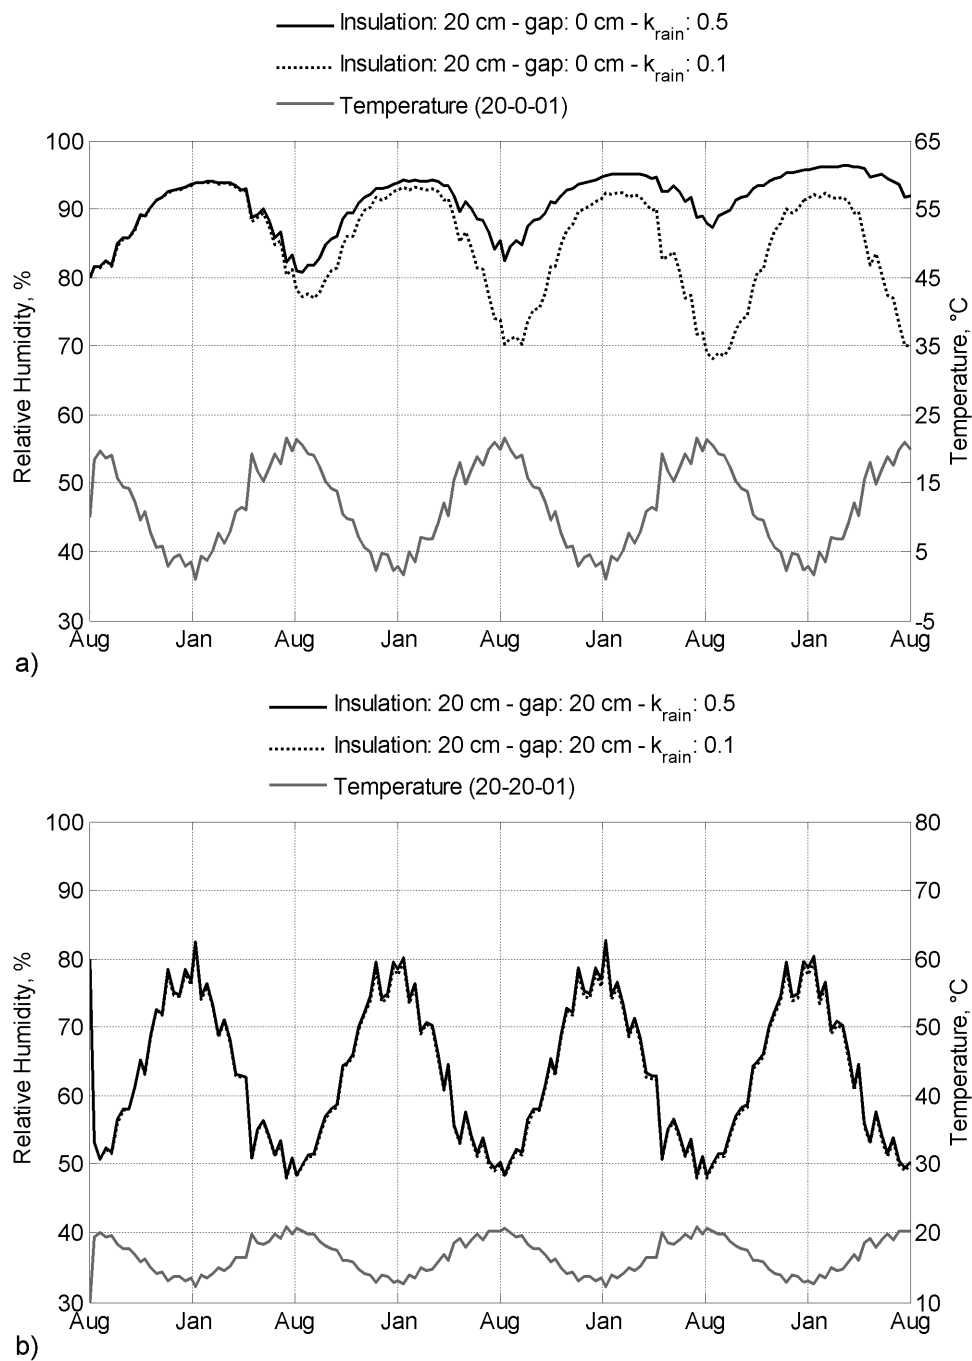 Insulation: 20 cm - gap: 0 cm - krain: 0.5
Insulation: 20 cm - gap: 0 cm - krain: 0.1
Temperature (20-0-01)
100 65
90 55
80 45
70 35
60 25
50 15
40 5
30 -5
Relative Humidity, %
Temperature, °C
Aug Jan Aug Jan Aug Jan Aug Jan Aug
a)
Insulation: 20 cm - gap: 20 cm - krain: 0.5
Insulation: 20 cm - gap: 20 cm - krain: 0.1
Temperature (20-20-01)
100 80
90 70
80 60
70 50
60 40
50 30
40 20
30 10
Relative Humidity, %
Temperature, °C
Aug Jan Aug Jan Aug Jan Aug Jan Aug
b)